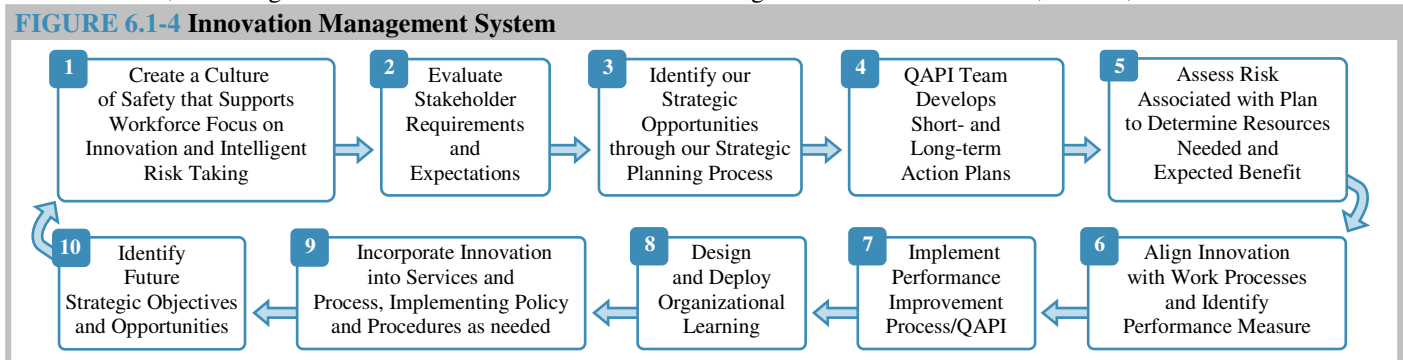 FIGURE 6.1-4 Innovation Management System
1
Create a Culture
of Safety that Supports
Workforce Focus on
Innovation and Intelligent
Risk Taking
2
Evaluate
Stakeholder
Requirements
and
Expectations
3
Identify our
Strategic
Opportunities
through our Strategic
Planning Process
4
QAPI Team
Develops
Short- and
Long-term
Action Plans
5
Assess Risk
Associated with Plan
to Determine Resources
Needed and
Expected Benefit
6
Align Innovation
with Work Processes
and Identify
Performance Measure
7
Implement
Performance
Improvement
Process/QAPI
8
Design
and Deploy
Organizational
Learning
9
Incorporate Innovation
into Services and
Process, Implementing Policy
and Procedures as needed
10
Identify
Future
Strategic Objectives
and Opportunities